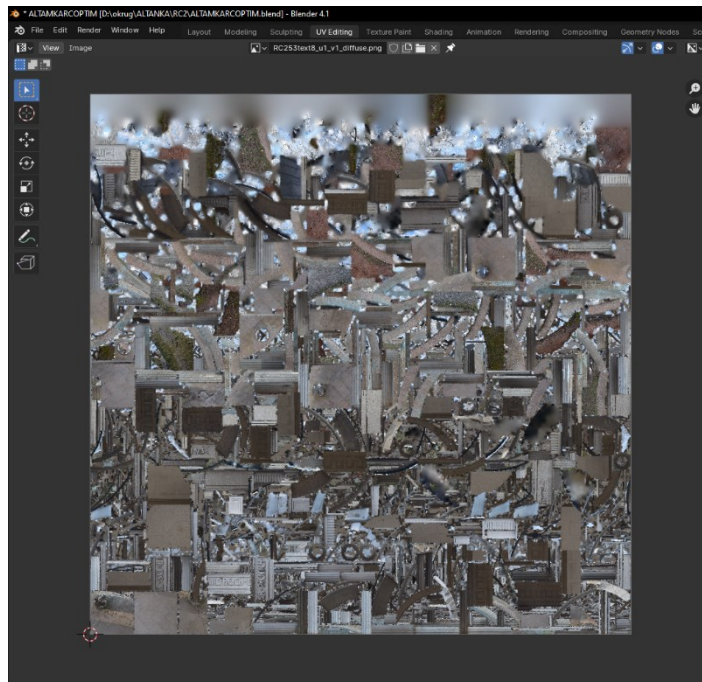 * ALTAMKARCOPTIM [D:\okrug\ALTANKA\RC2\ALTAMKARCOPTIM.blend] - Blender 4.1
File Edit Render Window Help Layout Modeling Sculpting UV Editing Texture Paint Shading Animation Rendering Compositing Geometry Nodes Sc
View Image RC253text8_u1_v1_diffuse.png